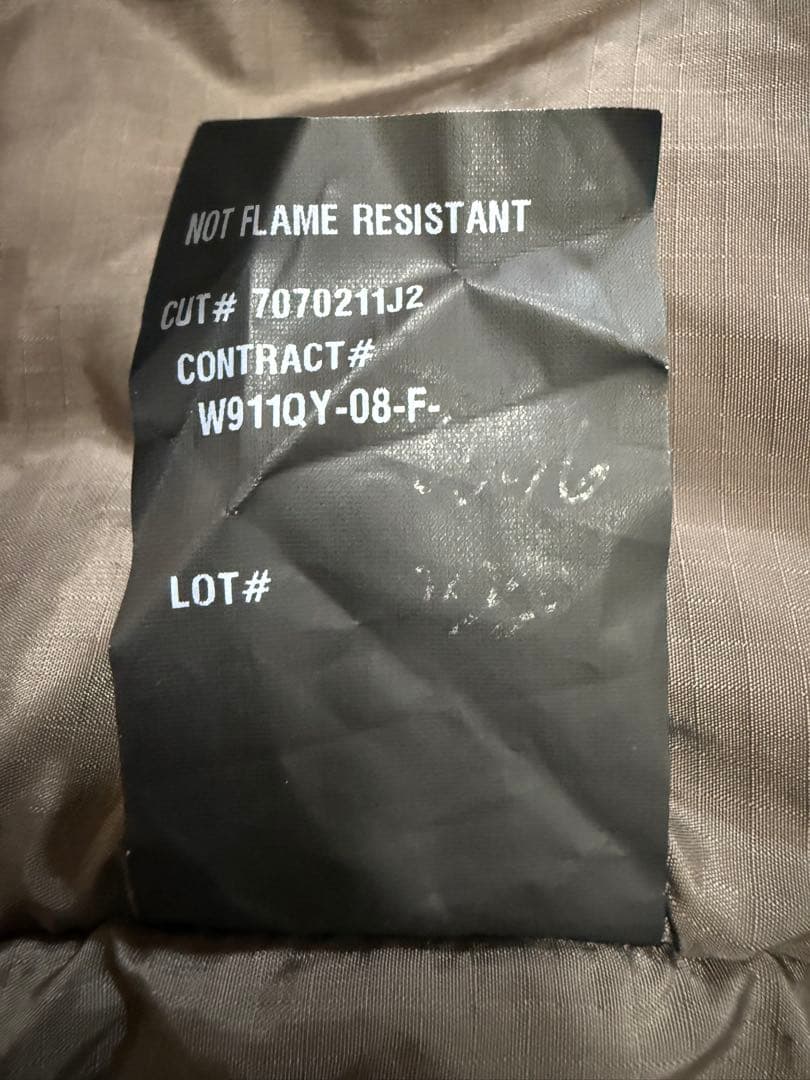 NOT FLAME RESISTANT
CUT# 7070211J2
CONTRACT#
W911QY-08-F-
LOT#